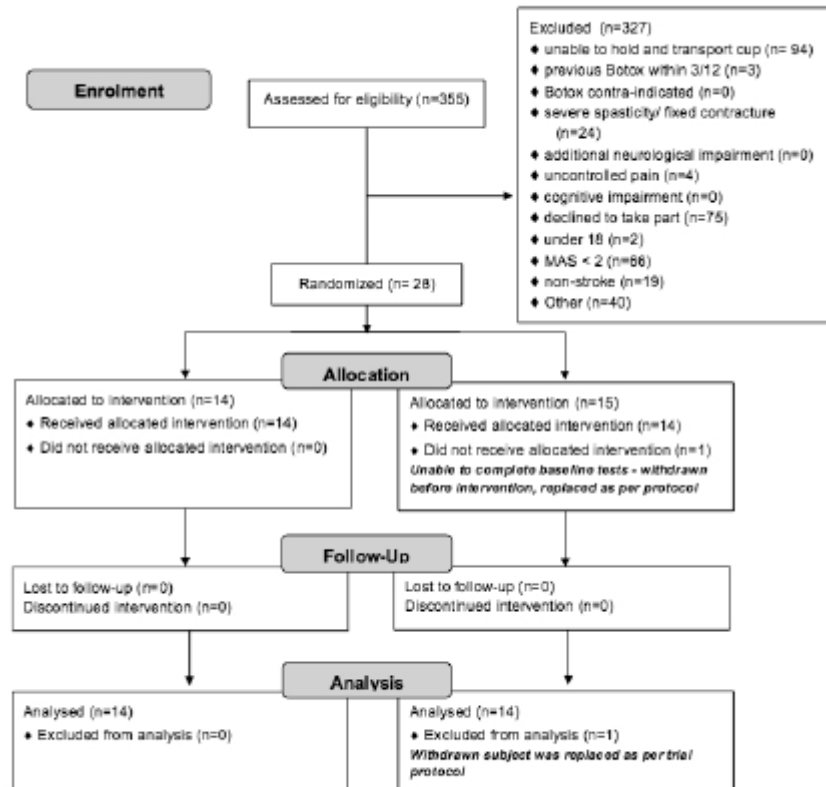 Enrolment
Assessed for eligibility (n=355)
Excluded (n=327)
♦ unable to hold and transport cup (n= 94)
♦ previous Botox within 3/12 (n=3)
♦ Botox contra-indicated (n=0)
♦ severe spasticity/ fixed contracture
(n=24)
♦ additional neurological impairment (n=0)
♦ uncontrolled pain (n=4)
♦ cognitive impairment (n=0)
♦ declined to take part (n=75)
♦ under 18 (n=2)
♦ MAS < 2 (n=66)
♦ non-stroke (n=19)
♦ Other (n=40)
Randomized (n= 28)
Allocation
Allocated to intervention (n=14)
♦ Received allocated intervention (n=14)
♦ Did not receive allocated intervention (n=0)
Allocated to intervention (n=15)
♦ Received allocated intervention (n=14)
♦ Did not receive allocated intervention (n=1)
Unable to complete baseline tests - withdrawn
before intervention, replaced as per protocol
Follow-Up
Lost to follow-up (n=0)
Discontinued intervention (n=0)
Lost to follow-up (n=0)
Discontinued intervention (n=0)
Analysis
Analysed (n=14)
♦ Excluded from analysis (n=0)
Analysed (n=14)
♦ Excluded from analysis (n=1)
Withdrawn subject was replaced as per trial
protocol